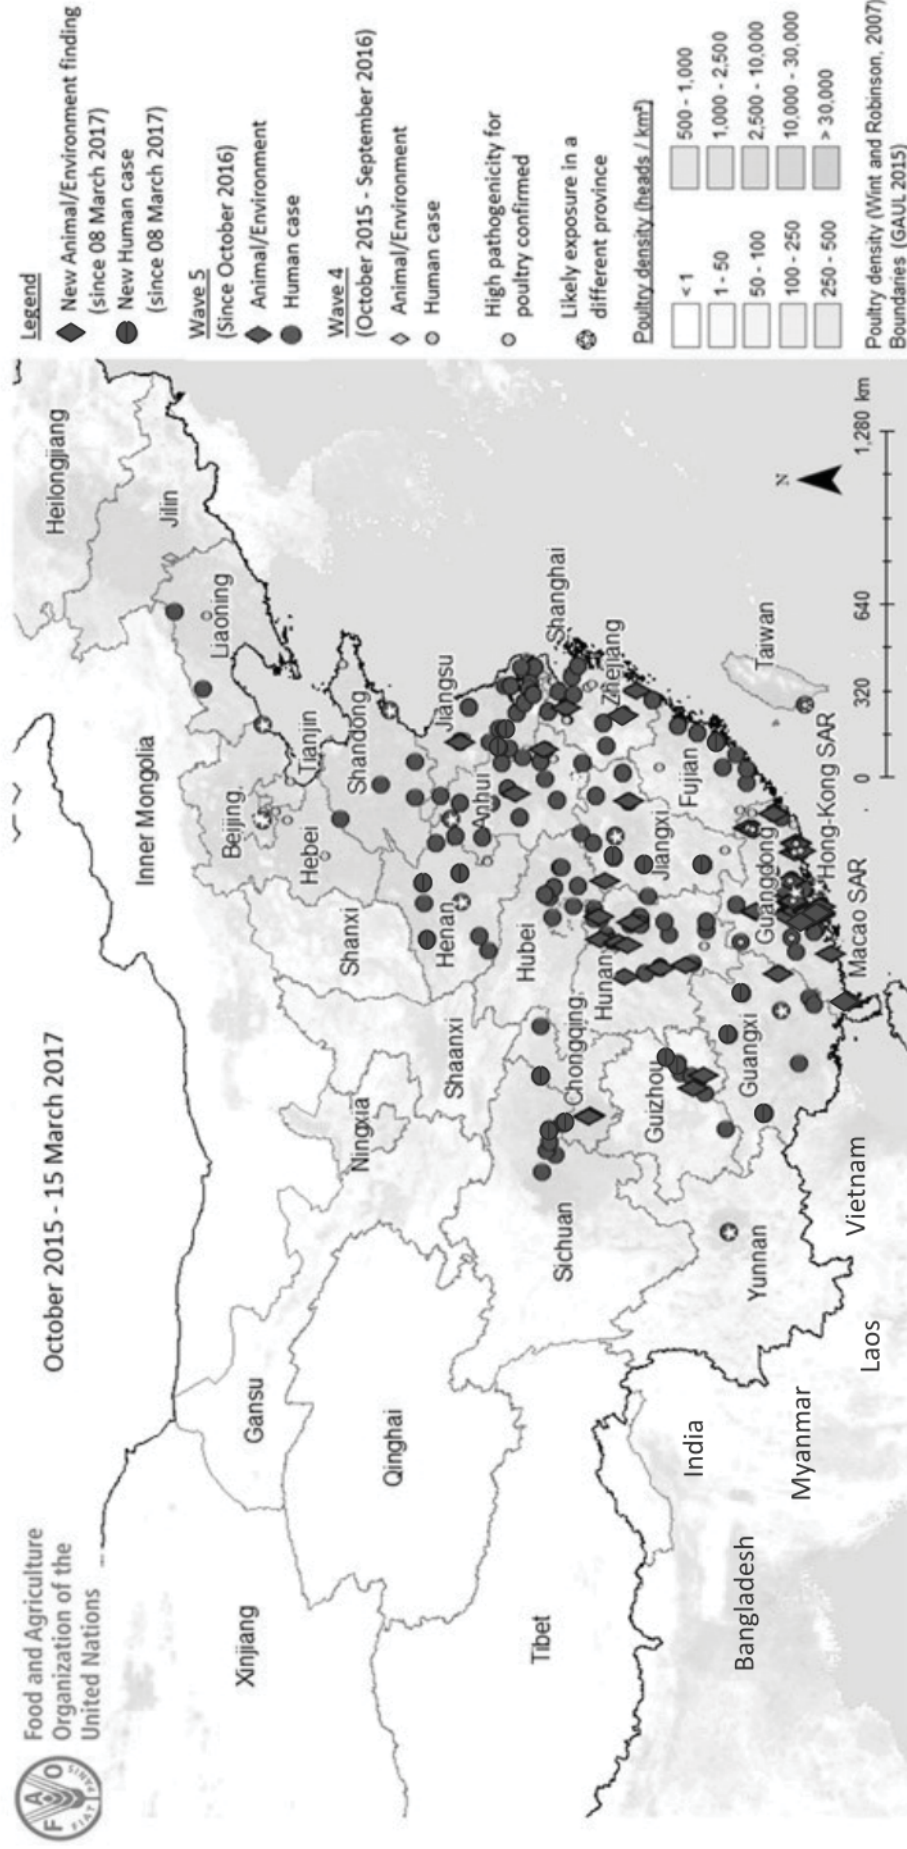 Food and Agriculture
Organization of the
United Nations
F A O
FIAT PANIS
October 2015 - 15 March 2017
Heilongjiang
Jilin
Liaoning
Inner Mongolia
Beijing
Tianjin
Hebei
Shandong
Shanxi
Xinjiang
Gansu
Ningxia
Qinghai
Shaanxi
Henan
Jiangsu
Anhui
Shanghai
Hubei
Zhejiang
Tibet
Sichuan
Chongqing
Hunan
Jiangxi
Fujian
Taiwan
Guizhou
Guangxi
Guangdong
Hong-Kong SAR
Macao SAR
Yunnan
India
Bangladesh
Myanmar
Laos
Vietnam
N
0 320 640 1,280 km
Legend
New Animal/Environment finding
(since 08 March 2017)
New Human case
(since 08 March 2017)
Wave 5
(Since October 2016)
Animal/Environment
Human case
Wave 4
(October 2015 - September 2016)
Animal/Environment
Human case
High pathogenicity for
poultry confirmed
Likely exposure in a
different province
Poultry density (heads / km²)
< 1
1 - 50
50 - 100
100 - 250
250 - 500
500 - 1,000
1,000 - 2,500
2,500 - 10,000
10,000 - 30,000
> 30,000
Poultry density (Wint and Robinson, 2007)
Boundaries (GAUL 2015)